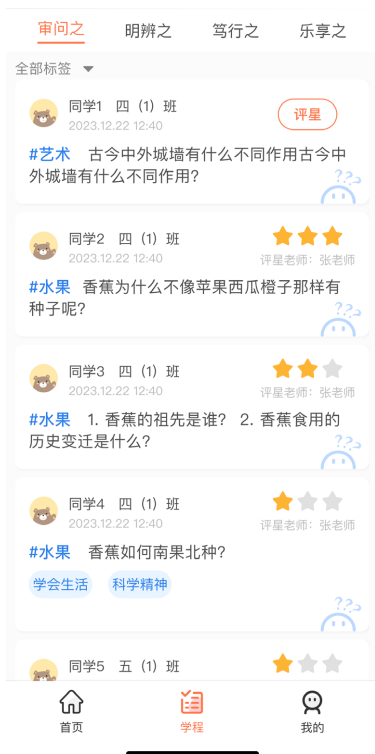 审问之 明辨之 笃行之 乐享之
全部标签
同学1 四（1）班
2023.12.22 12:40
评星
#艺术 古今中外城墙有什么不同作用古今中
外城墙有什么不同作用？
???
同学2 四（1）班
2023.12.22 12:40
评星老师：张老师
#水果 香蕉为什么不像苹果西瓜橙子那样有
种子呢？
???
同学3 四（1）班
2023.12.22 12:40
评星老师：张老师
#水果 1. 香蕉的祖先是谁？ 2. 香蕉食用的
历史变迁是什么？
???
同学4 四（1）班
2023.12.22 12:40
评星老师：张老师
#水果 香蕉如何南果北种？
学会生活 科学精神
???
同学5 五（1）班
首页 学程 我的